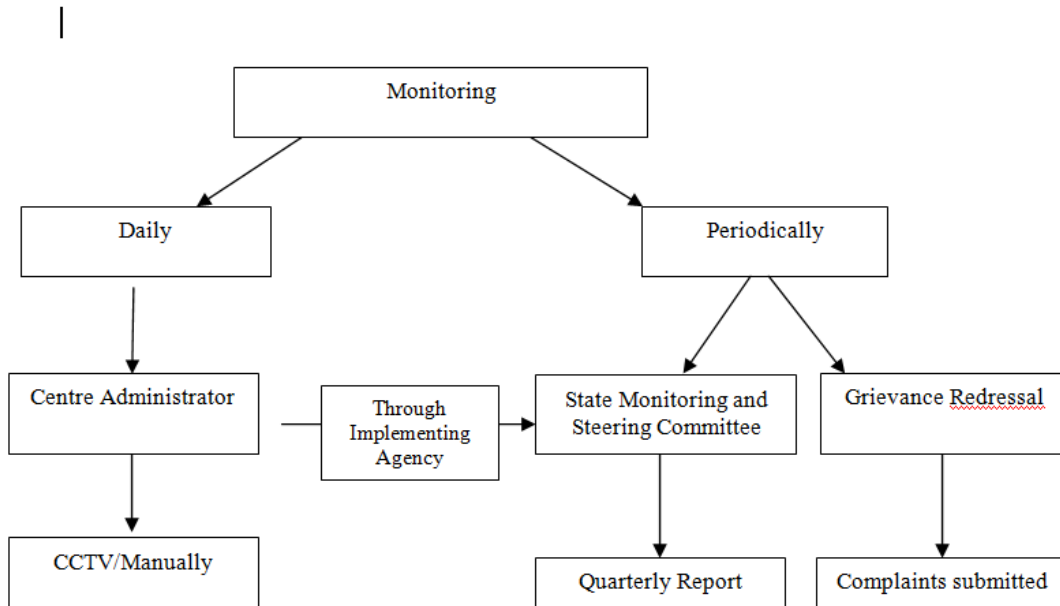 Monitoring
Daily
Periodically
Centre Administrator
Through
Implementing
Agency
State Monitoring and
Steering Committee
Grievance Redressal
CCTV/Manually
Quarterly Report
Complaints submitted